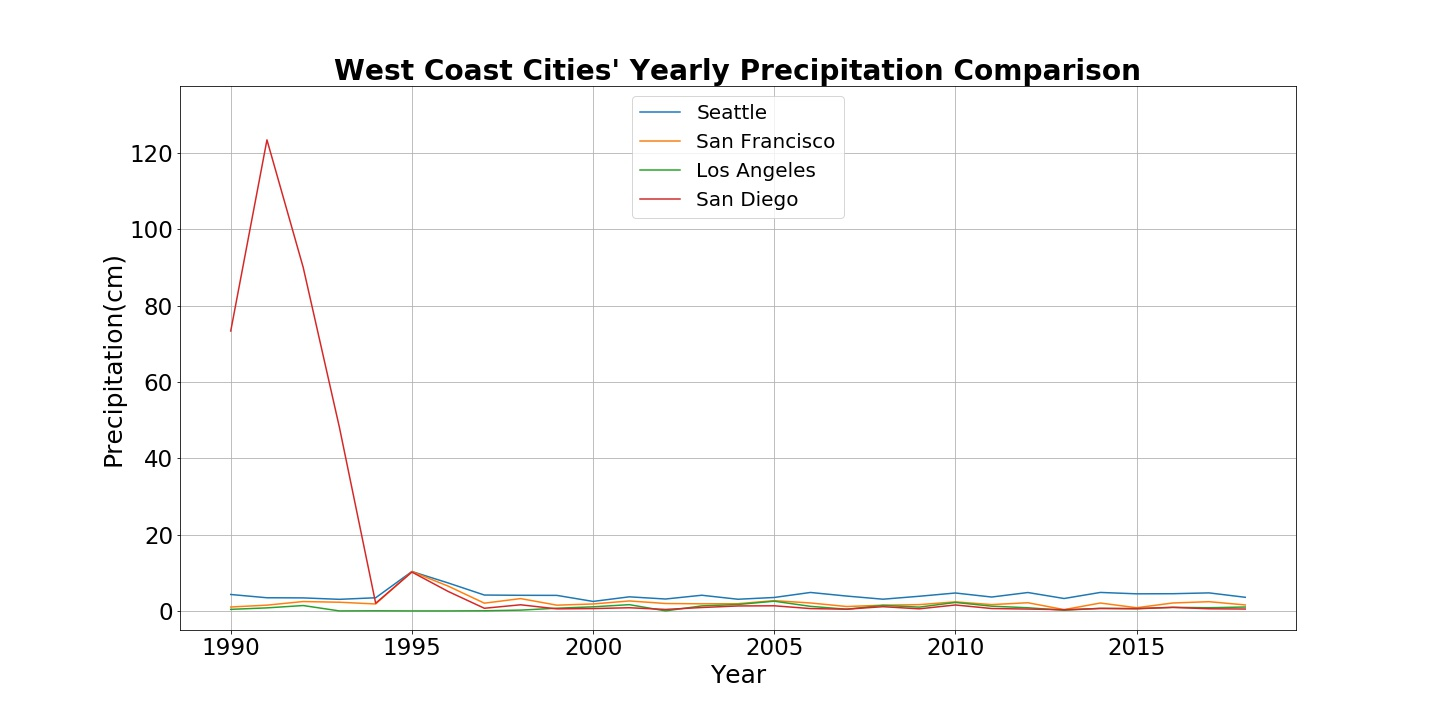 West Coast Cities' Yearly Precipitation Comparison
Seattle
San Francisco
Los Angeles
San Diego
Precipitation(cm)
120
100
80
60
40
20
0
1990 1995 2000 2005 2010 2015
Year